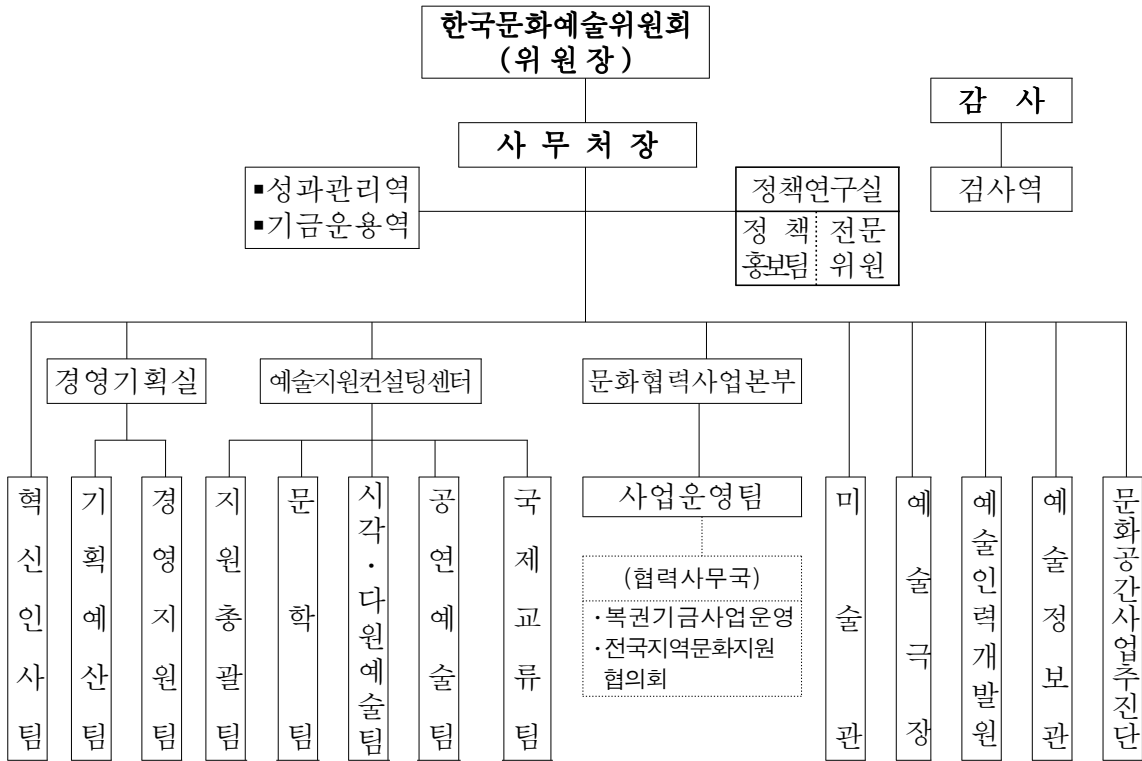 한국문화예술위원회
(위 원 장)
감 사
사 무 처 장
▪성과관리역
▪기금운용역
정책연구실
정 책
홍보팀
전문
위원
검사역
경영기획실
예술지원컨설팅센터
문화협력사업본부
혁신인사팀
기획예산팀
경영지원팀
지원총괄팀
문학팀
시각·다원예술팀
공연예술팀
국제교류팀
사업운영팀
(협력사무국)
·복권기금사업운영
·전국지역문화지원
협의회
미술관
예술극장
예술인력개발원
예술정보관
문화공간사업추진단